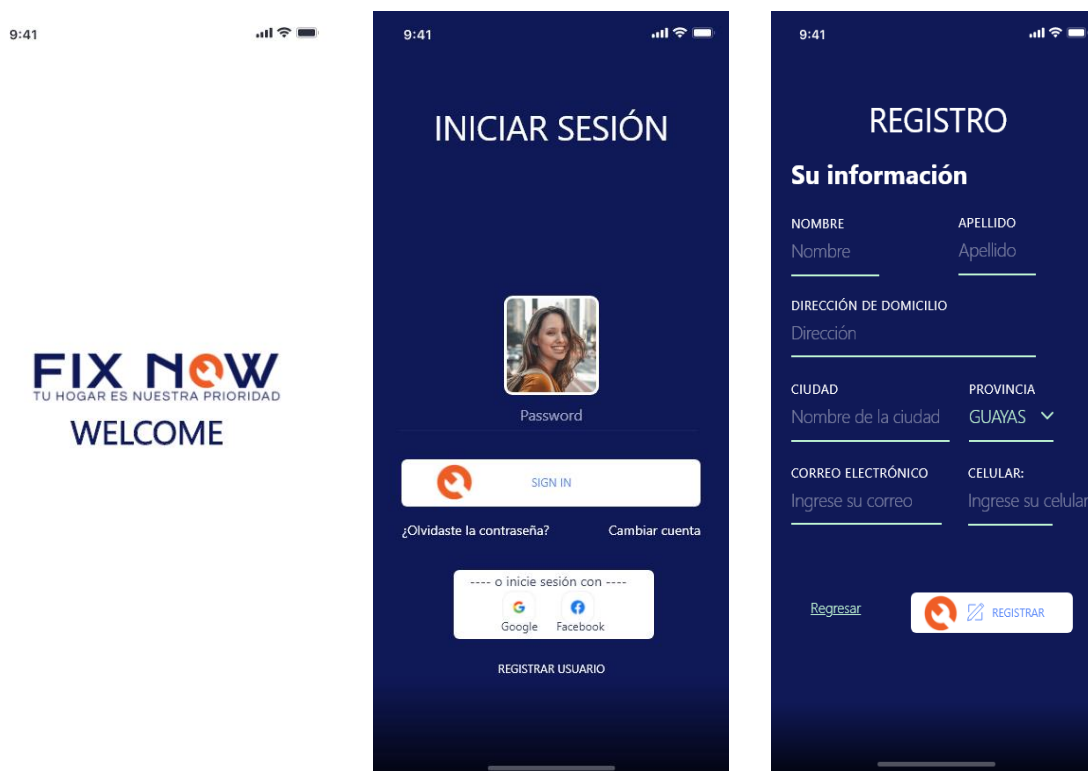 9:41
FIX NOW
TU HOGAR ES NUESTRA PRIORIDAD
WELCOME
9:41
INICIAR SESIÓN
Password
SIGN IN
¿Olvidaste la contraseña? Cambiar cuenta
---- o inicie sesión con ----
Google Facebook
REGISTRAR USUARIO
9:41
REGISTRO
Su información
NOMBRE APELLIDO
Nombre Apellido
DIRECCIÓN DE DOMICILIO
Dirección
CIUDAD PROVINCIA
Nombre de la ciudad GUAYAS
CORREO ELECTRÓNICO CELULAR:
Ingrese su correo Ingrese su celular
Regresar REGISTRAR